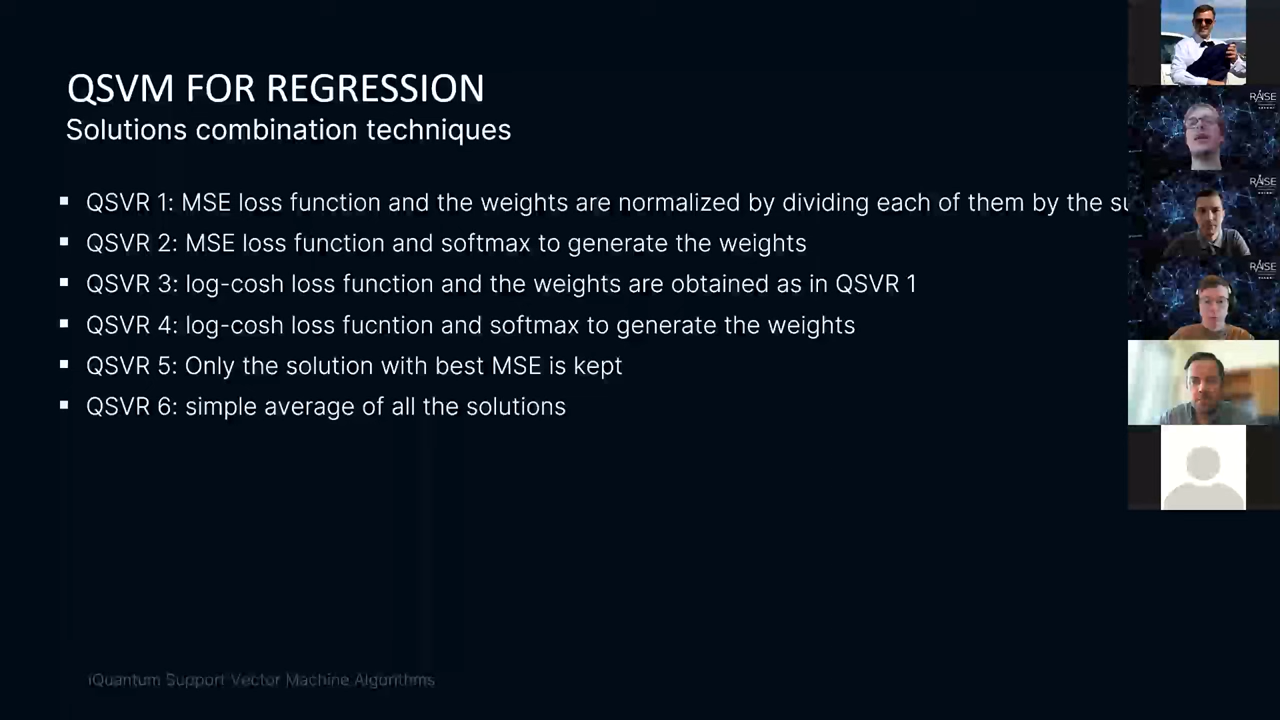 QSVM FOR REGRESSION
Solutions combination techniques
▪ QSVR 1: MSE loss function and the weights are normalized by dividing each of them by the
▪ QSVR 2: MSE loss function and softmax to generate the weights
▪ QSVR 3: log-cosh loss function and the weights are obtained as in QSVR 1
▪ QSVR 4: log-cosh loss fucntion and softmax to generate the weights
▪ QSVR 5: Only the solution with best MSE is kept
▪ QSVR 6: simple average of all the solutions
Quantum Support Vector Machine Algorithms
RAISE
RAISE
RAISE